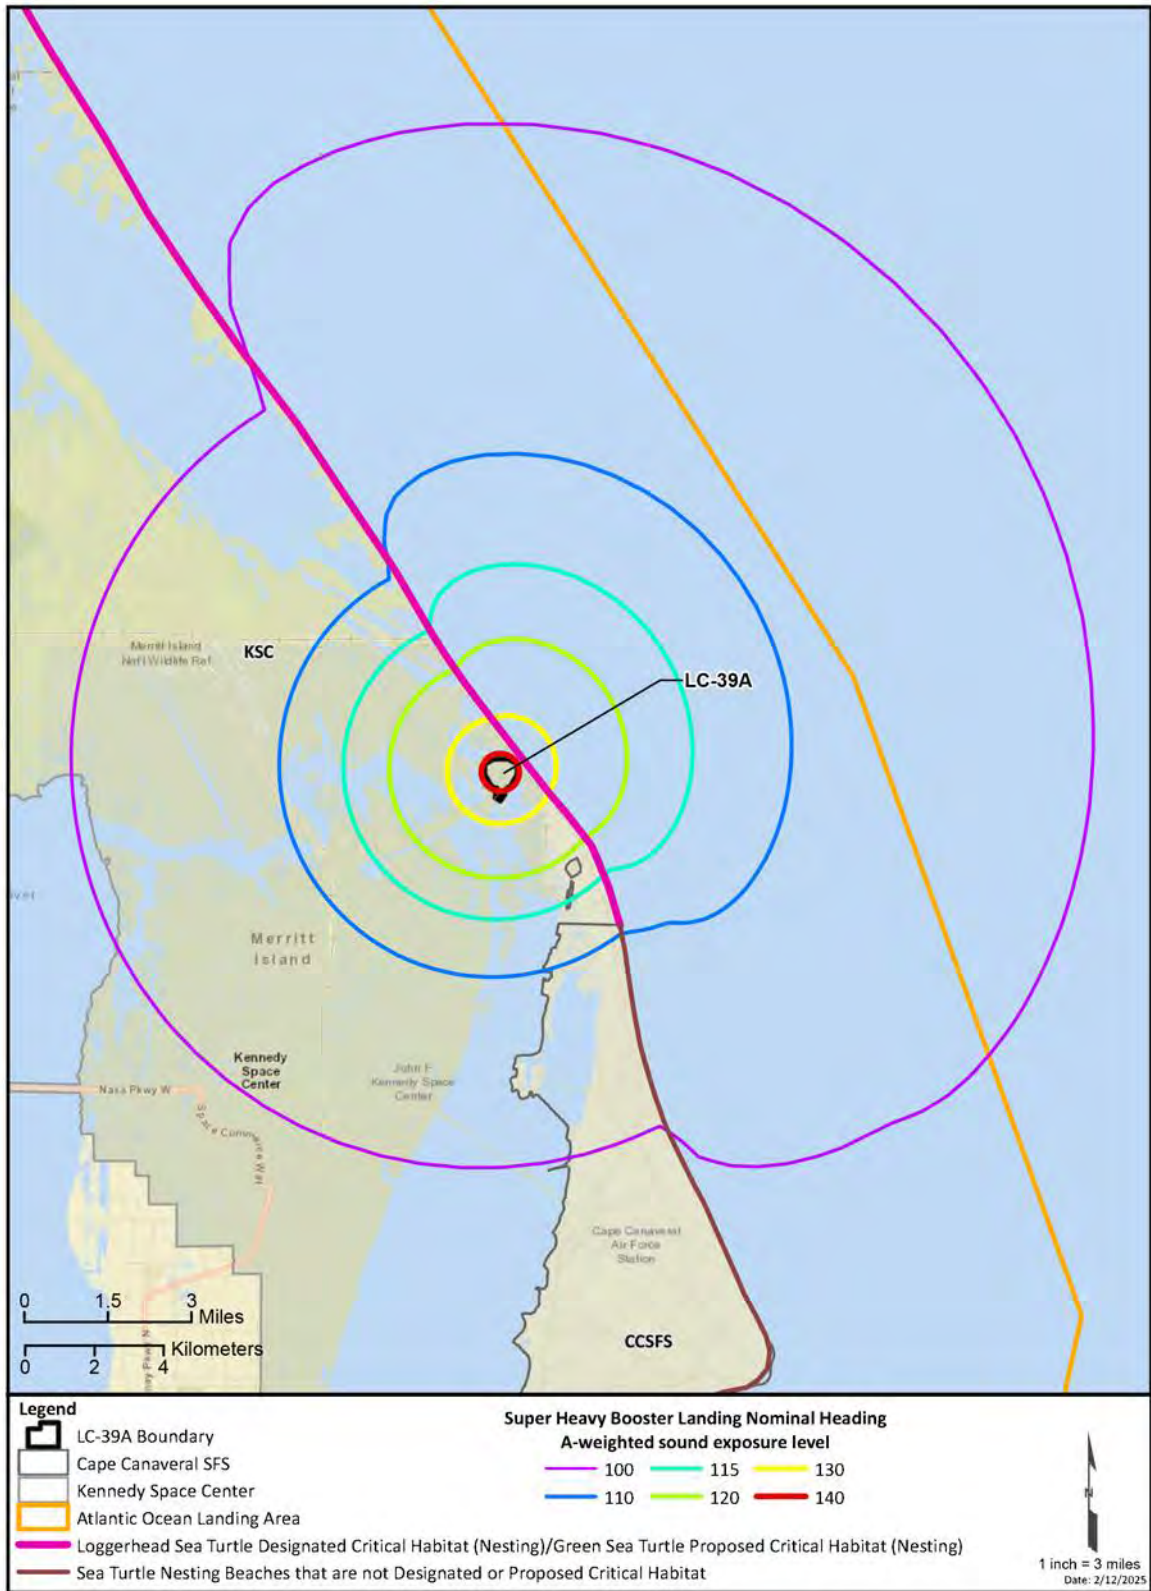 Merritt Island
Nat'l Wildlife Ref
KSC
LC-39A
Merritt
Island
Kennedy
Space
Center
John F
Kennedy Space
Center
Nasa Pkwy W
Space Commerce Way
Cape Canaveral
Air Force
Station
CCSFS
0 1.5 3
Miles
Kilometers
0 2 4
Pkwy N
Legend
LC-39A Boundary
Cape Canaveral SFS
Kennedy Space Center
Atlantic Ocean Landing Area
Loggerhead Sea Turtle Designated Critical Habitat (Nesting)/Green Sea Turtle Proposed Critical Habitat (Nesting)
Sea Turtle Nesting Beaches that are not Designated or Proposed Critical Habitat
Super Heavy Booster Landing Nominal Heading
A-weighted sound exposure level
100 115 130
110 120 140
N
1 inch = 3 miles
Date: 2/12/2025